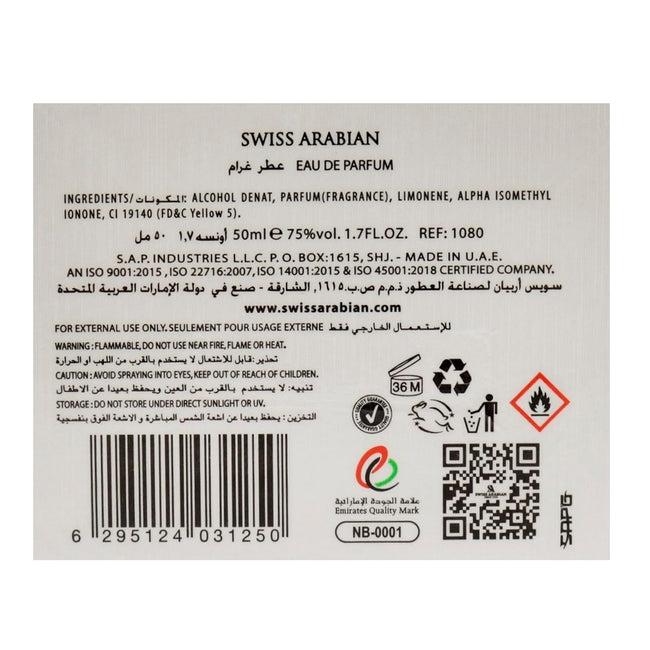 SWISS ARABIAN
عطر غرام EAU DE PARFUM
INGREDIENTS/المكونات: ALCOHOL DENAT, PARFUM(FRAGRANCE), LIMONENE, ALPHA ISOMETHYL
IONONE, CI 19140 (FD&C Yellow 5).
٥٠ مل ١,٧ أونسه 50ml ℮ 75%vol. 1.7FL.OZ. REF: 1080
S.A.P. INDUSTRIES L.L.C. P.O. BOX:1615, SHJ. - MADE IN U.A.E.
AN ISO 9001:2015 , ISO 22716:2007, ISO 14001:2015 & ISO 45001:2018 CERTIFIED COMPANY.
سويس أربيان لصناعة العطور ذ.م.م ص.ب.١٦١٥، الشارقة - صنع في دولة الإمارات العربية المتحدة
www.swissarabian.com
FOR EXTERNAL USE ONLY.SEULEMENT POUR USAGE EXTERNE للإستعمال الخارجي فقط
WARNING : FLAMMABLE, DO NOT USE NEAR FIRE, FLAME OR HEAT.
تحذير: قابل للاشتعال لا يستخدم بالقرب من اللهب او الحرارة
CAUTION : AVOID SPRAYING INTO EYES, KEEP OUT OF REACH OF CHILDREN.
تنبيه: لا يستخدم بالقرب من العين ويحفظ بعيدا عن الاطفال
STORAGE : DO NOT STORE UNDER DIRECT SUNLIGHT OR UV.
التخزين: يحفظ بعيدا عن اشعة الشمس المباشرة و الاشعة الفوق بنفسجية
36 M
علامة الجودة الإماراتية
Emirates Quality Mark
NB-0001
SWISS ARABIAN
SAPG
6 295124 031250